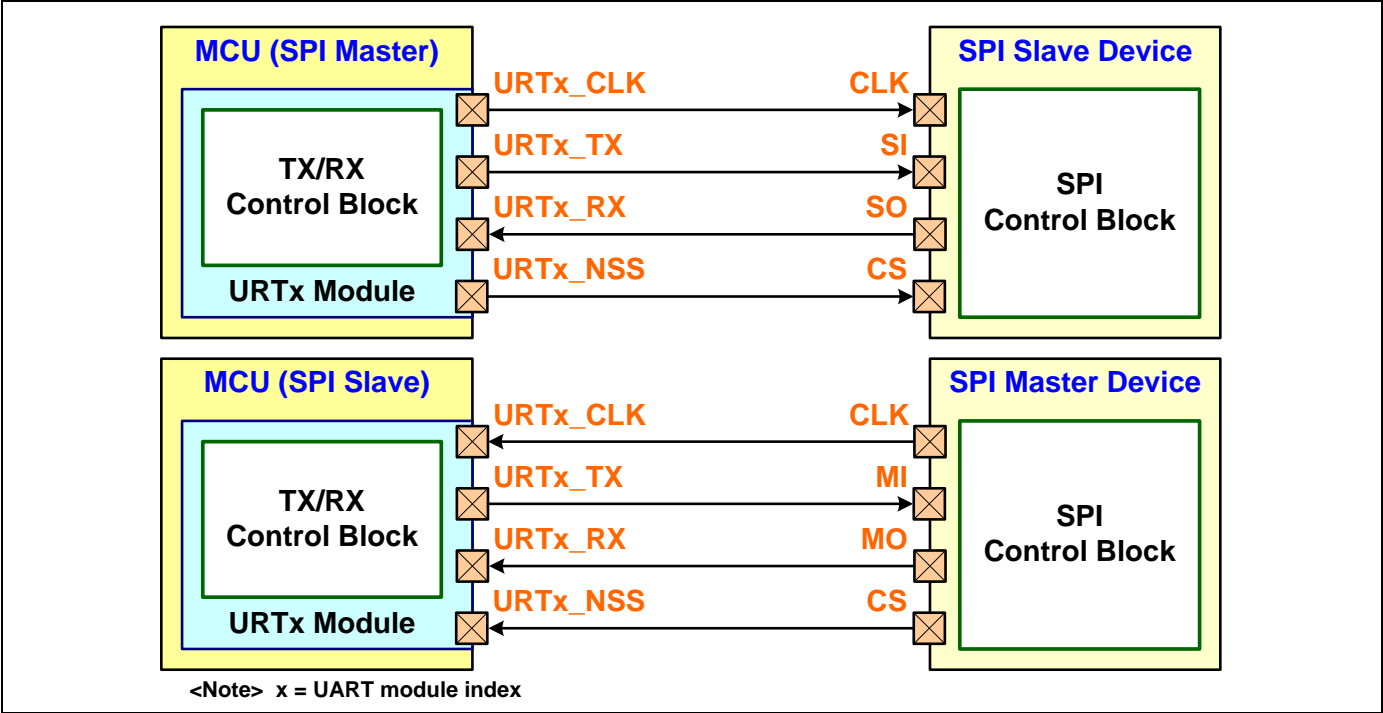 MCU (SPI Master)
SPI Slave Device
URTx_CLK
CLK
URTx_TX
SI
URTx_RX
SO
URTx_NSS
CS
TX/RX
Control Block
URTx Module
SPI
Control Block
MCU (SPI Slave)
SPI Master Device
URTx_CLK
CLK
URTx_TX
MI
URTx_RX
MO
URTx_NSS
CS
TX/RX
Control Block
URTx Module
SPI
Control Block
<Note> x = UART module index